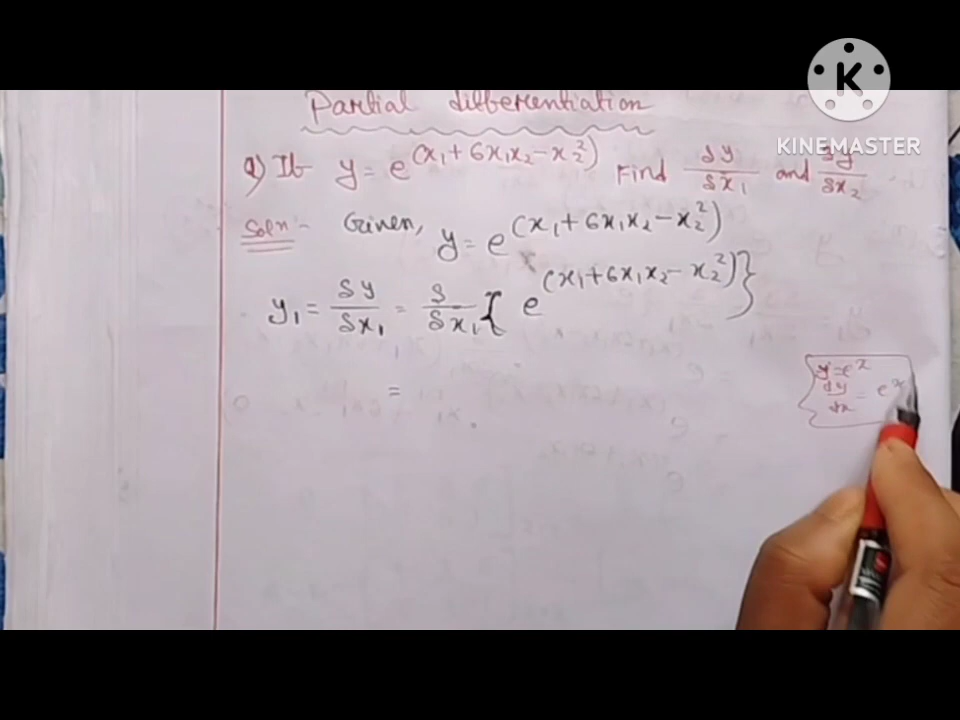 K
KINEMASTER
Partial differentiation
Q) If y = e^(x₁ + 6x₁x₂ - x₂²) Find δy/δx₁ and δy/δx₂
Soln - Given, y = e^(x₁ + 6x₁x₂ - x₂²)
y₁ = δy/δx₁ = δ/δx₁ { e^(x₁ + 6x₁x₂ - x₂²) }
=
y = e^x
dy/dx = e^x